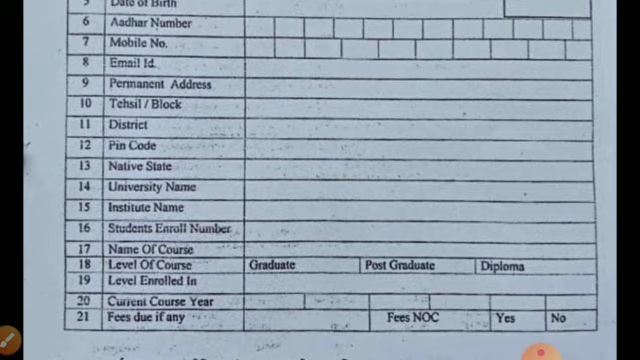 5 Date of Birth
6 Aadhar Number
7 Mobile No.
8 Email Id.
9 Permanent Address
10 Tehsil / Block
11 District
12 Pin Code
13 Native State
14 University Name
15 Institute Name
16 Students Enroll Number
17 Name Of Course
18 Level Of Course Graduate Post Graduate Diploma
19 Level Enrolled In
20 Current Course Year
21 Fees due if any Fees NOC Yes No